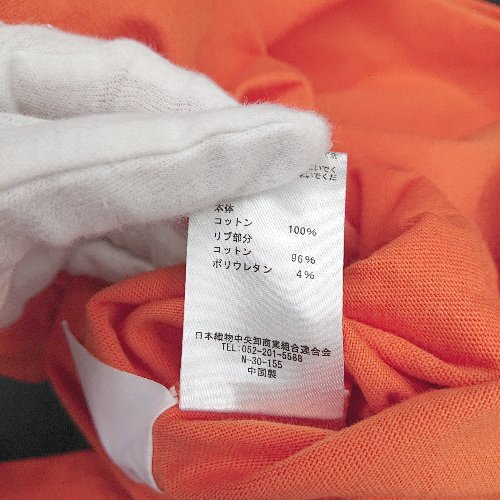 本体
コットン 100%
リブ部分
コットン 96%
ポリウレタン 4%
日本織物中央卸商業組合連合会
TEL:052-201-5588
N-30-155
中国製